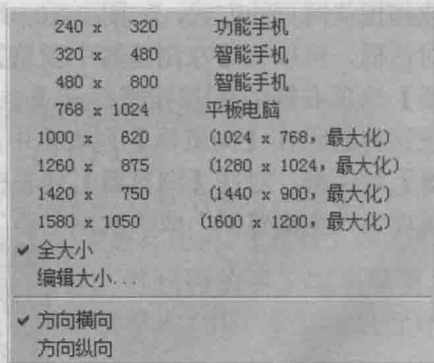 240 x 320 功能手机
320 x 480 智能手机
480 x 800 智能手机
768 x 1024 平板电脑
1000 x 620 (1024 x 768，最大化)
1260 x 875 (1280 x 1024，最大化)
1420 x 750 (1440 x 900，最大化)
1580 x 1050 (1600 x 1200，最大化)
✓ 全大小
编辑大小...
✓ 方向横向
方向纵向